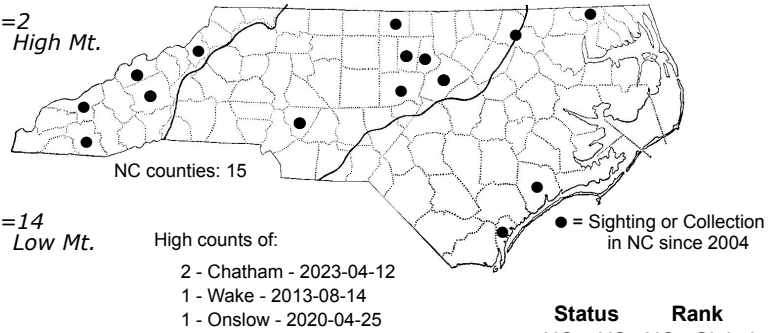 =2
High Mt.
NC counties: 15
=14
Low Mt.
High counts of:
2 - Chatham - 2023-04-12
1 - Wake - 2013-08-14
1 - Onslow - 2020-04-25
● = Sighting or Collection
in NC since 2004
Status Rank